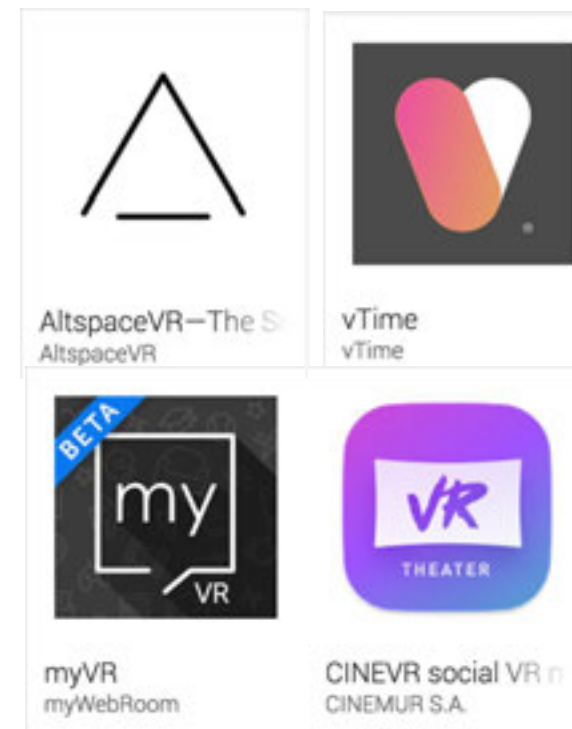 AltspaceVR—The S
AltspaceVR
vTime
vTime
BETA
my
VR
myVR
myWebRoom
VR
THEATER
CINEVR social VR
CINEMUR S.A.